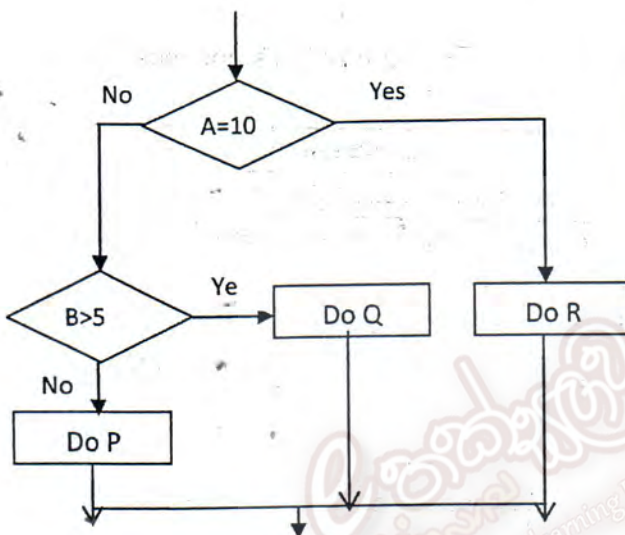 No
Yes
A=10
B>5
Ye
Do Q
Do R
No
Do P